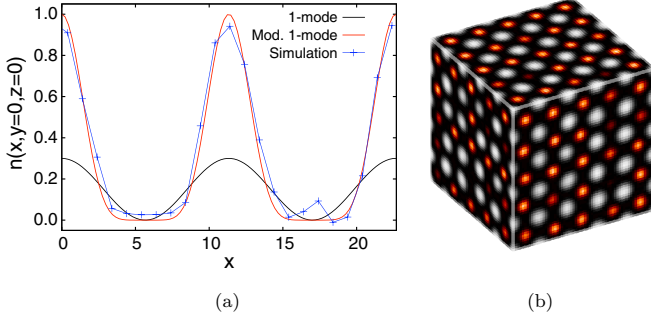 1.0
0.8
0.6
0.4
0.2
0.0
n(x,y=0,z=0)
1-mode
Mod. 1-mode
Simulation
0 5 10 15 20
x
(a) (b)